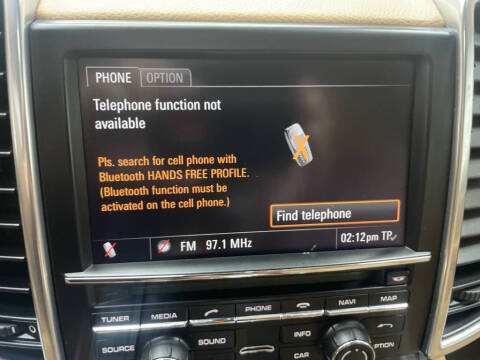 PHONE OPTION
Telephone function not
available
Pls. search for cell phone with
Bluetooth HANDS FREE PROFILE.
(Bluetooth function must be
activated on the cell phone.)
Find telephone
FM 97.1 MHz 02:12pm TP
TUNER MEDIA PHONE NAVI MAP
SOURCE SOUND CAR INFO OPTION